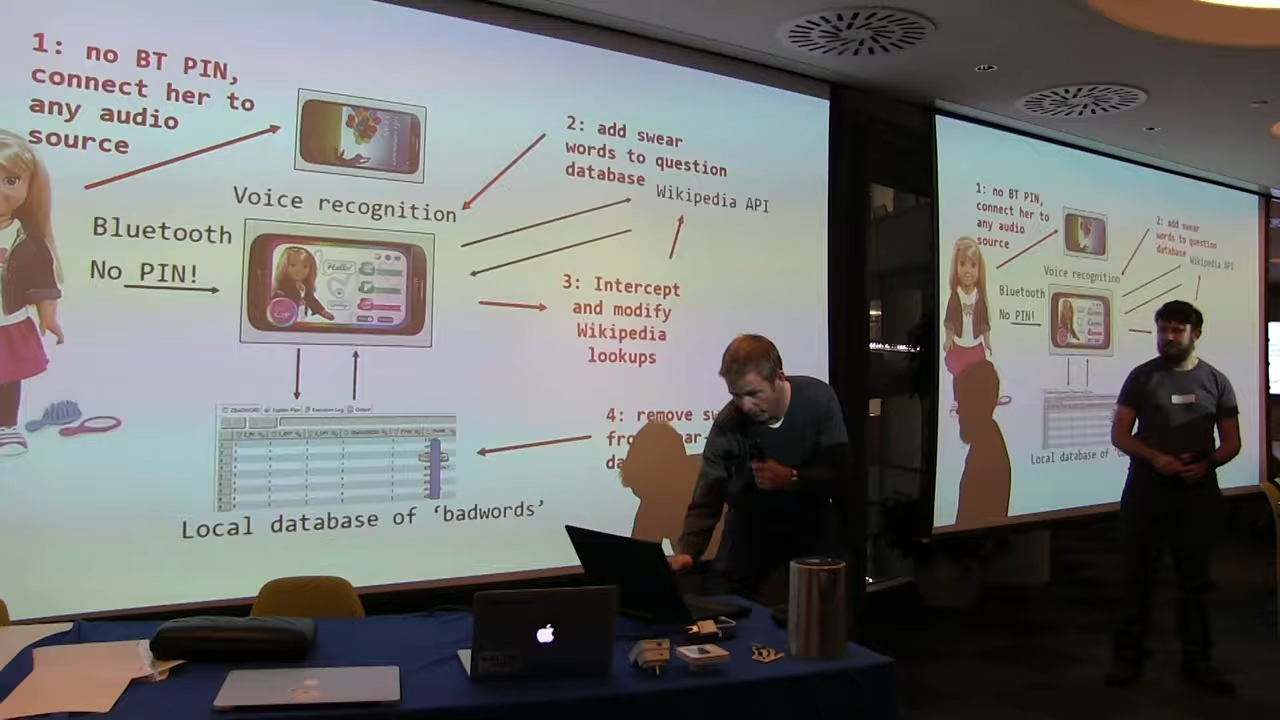 1: no BT PIN,
connect her to
any audio
source
2: add swear
words to question
database
Wikipedia API
Voice recognition
Bluetooth
No PIN!
Hello!
3: Intercept
and modify
Wikipedia
lookups
4: remove
Local database of ‘badwords’
1: no BT PIN,
connect her to
any audio
source
2: add swear
words to question
database
Wikipedia API
Voice recognition
Bluetooth
No PIN!
Local database of